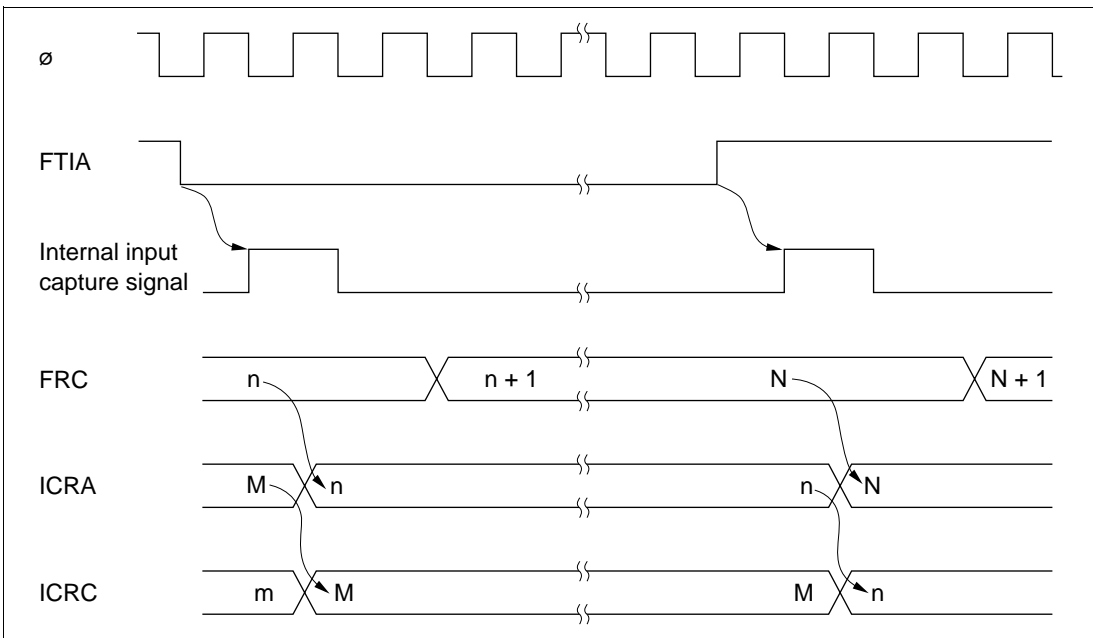 ø
FTIA
Internal input
capture signal
FRC n n + 1 N N + 1
ICRA M n n N
ICRC m M M n